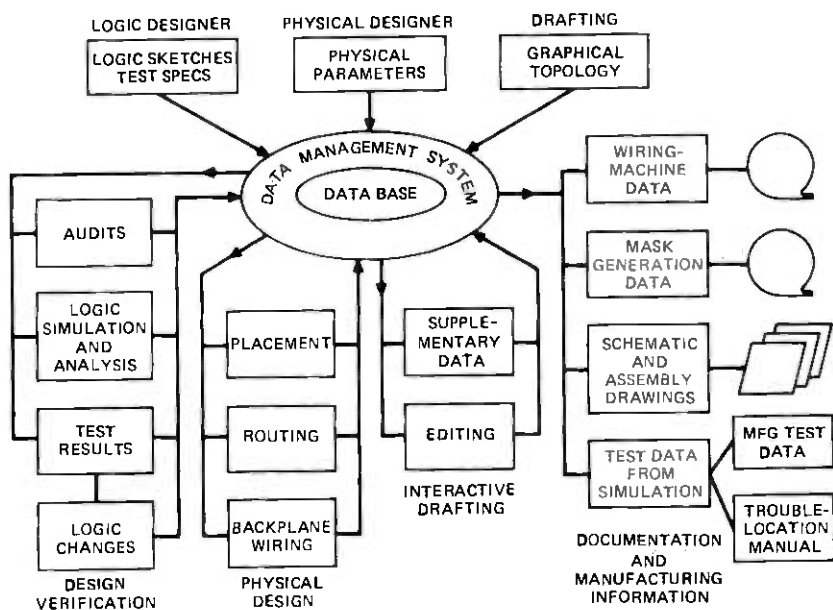 LOGIC DESIGNER
LOGIC SKETCHES
TEST SPECS
PHYSICAL DESIGNER
PHYSICAL
PARAMETERS
DRAFTING
GRAPHICAL
TOPOLOGY
DATA MANAGEMENT SYSTEM
DATA BASE
AUDITS
LOGIC
SIMULATION
AND
ANALYSIS
TEST
RESULTS
LOGIC
CHANGES
DESIGN
VERIFICATION
PLACEMENT
ROUTING
BACKPLANE
WIRING
PHYSICAL
DESIGN
SUPPLE-
MENTARY
DATA
EDITING
INTERACTIVE
DRAFTING
WIRING-
MACHINE
DATA
MASK
GENERATION
DATA
SCHEMATIC
AND
ASSEMBLY
DRAWINGS
TEST DATA
FROM
SIMULATION
MFG TEST
DATA
TROUBLE-
LOCATION
MANUAL
DOCUMENTATION
AND
MANUFACTURING
INFORMATION